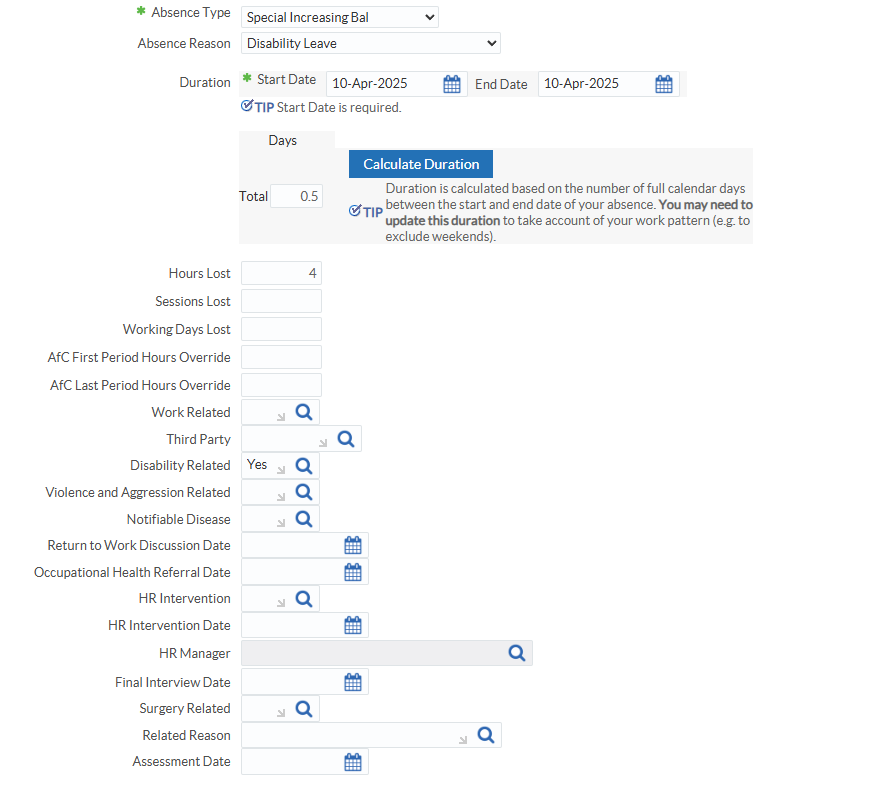 * Absence Type Special Increasing Bal
Absence Reason Disability Leave
Duration * Start Date 10-Apr-2025 End Date 10-Apr-2025
TIP Start Date is required.
Days
Calculate Duration
Total 0.5
TIP Duration is calculated based on the number of full calendar days
between the start and end date of your absence. You may need to
update this duration to take account of your work pattern (e.g. to
exclude weekends).
Hours Lost 4
Sessions Lost
Working Days Lost
AfC First Period Hours Override
AfC Last Period Hours Override
Work Related
Third Party
Disability Related Yes
Violence and Aggression Related
Notifiable Disease
Return to Work Discussion Date
Occupational Health Referral Date
HR Intervention
HR Intervention Date
HR Manager
Final Interview Date
Surgery Related
Related Reason
Assessment Date